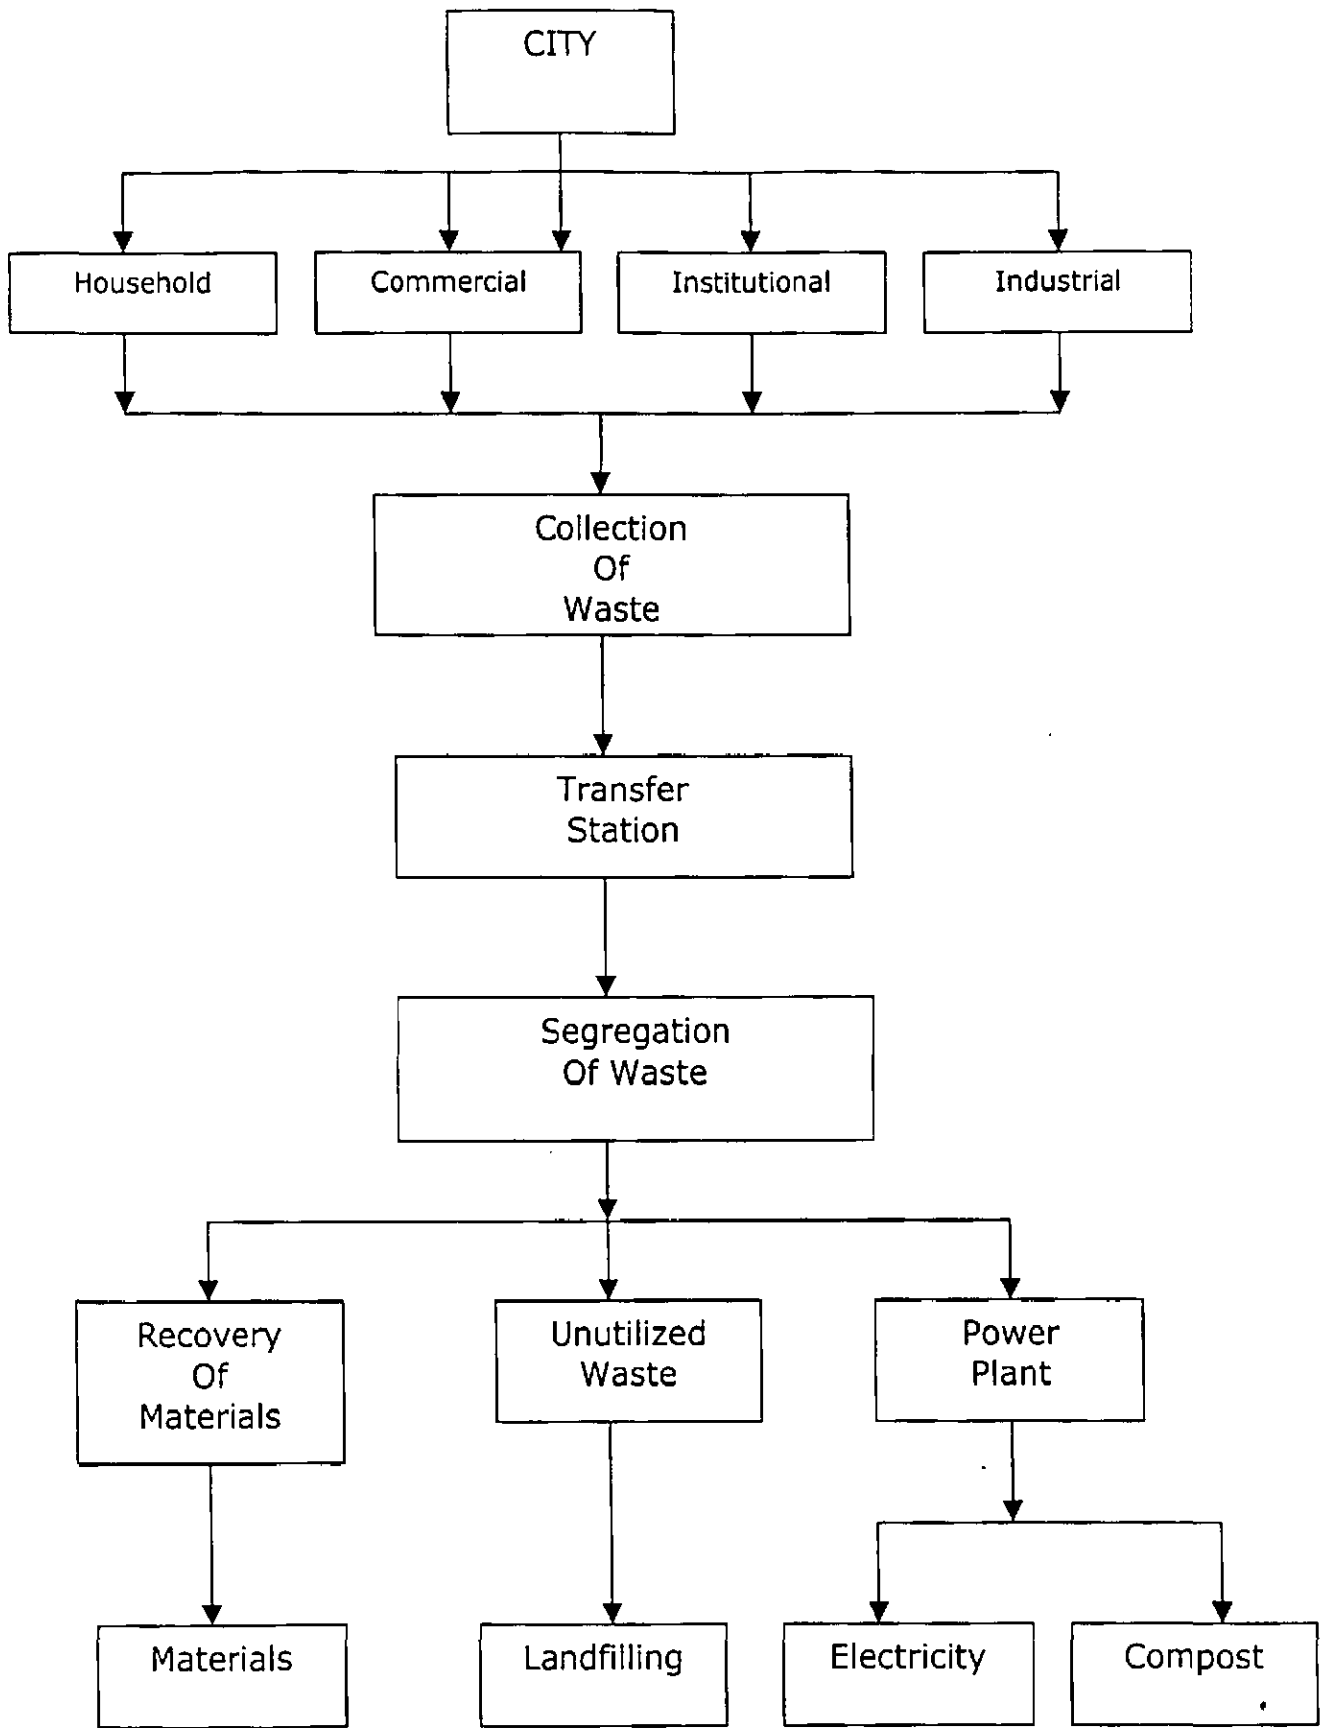 CITY
Household
Commercial
Institutional
Industrial
Collection
Of
Waste
Transfer
Station
Segregation
Of Waste
Recovery
Of
Materials
Unutilized
Waste
Power
Plant
Materials
Landfilling
Electricity
Compost